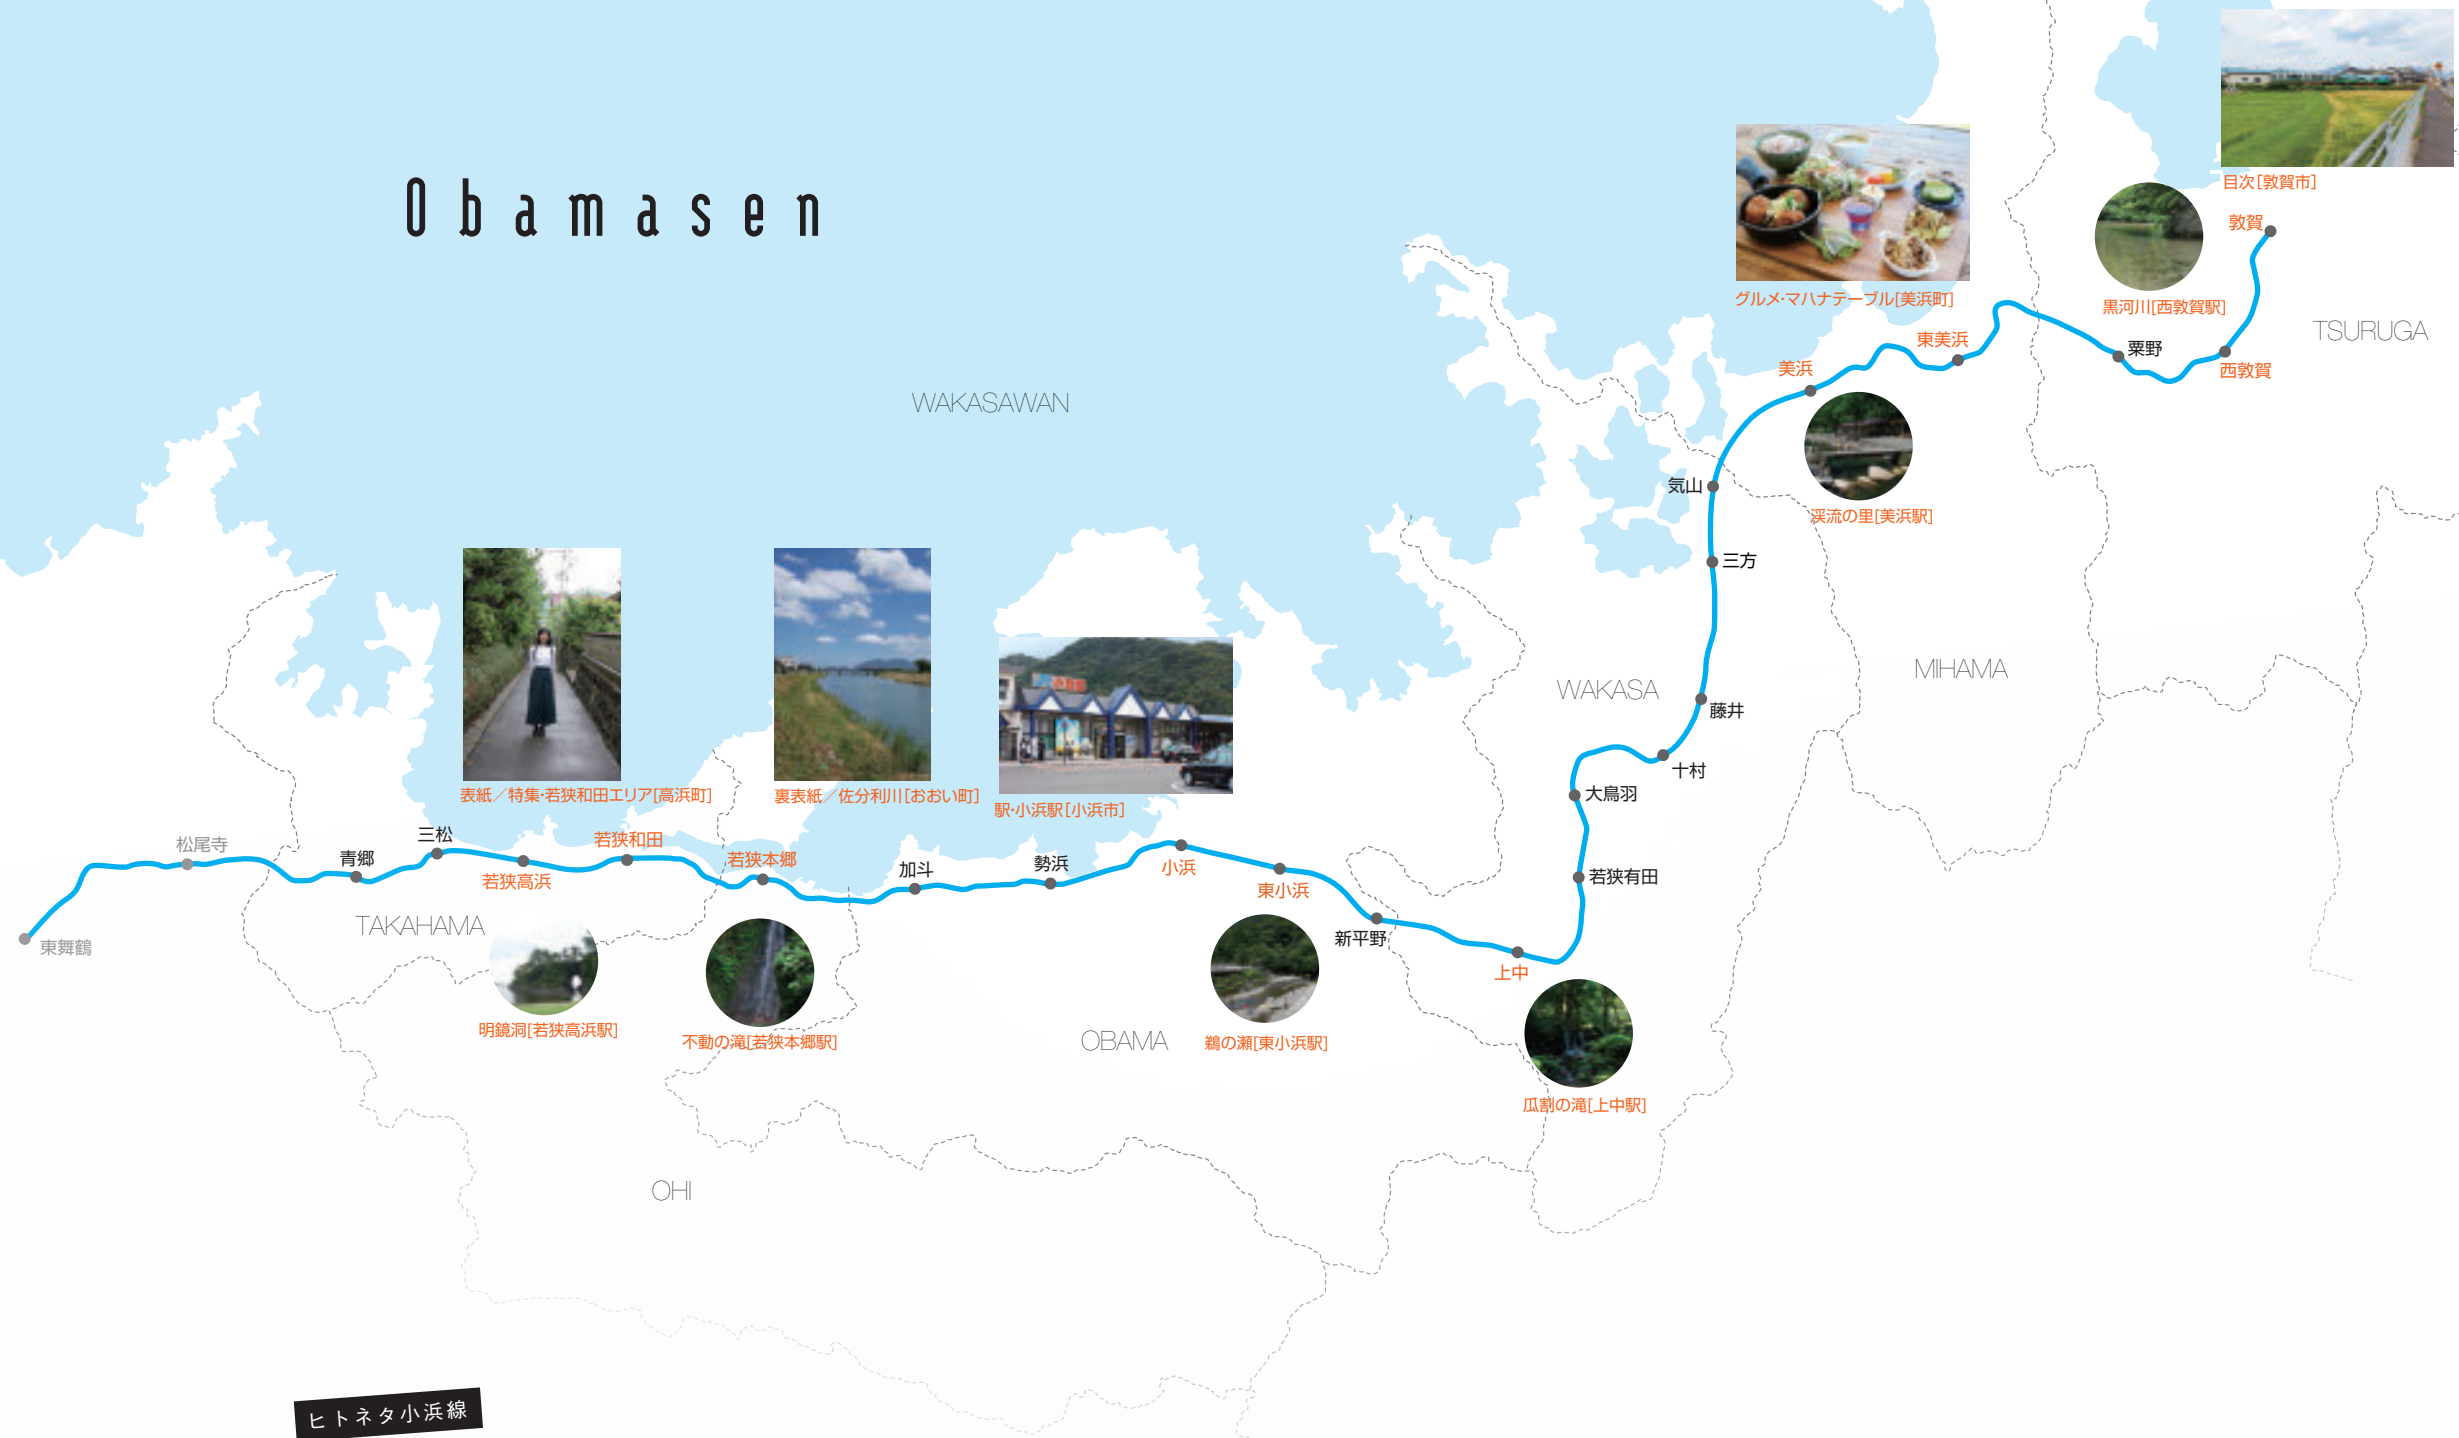 Obamasen
目次[敦賀市]
敦賀
黒河川[西敦賀駅]
TSURUGA
粟野
西敦賀
グルメ・マハナテーブル[美浜町]
東美浜
美浜
渓流の里[美浜駅]
WAKASAWAN
気山
三方
MIHAMA
WAKASA
藤井
十村
大鳥羽
若狭有田
表紙／特集・若狭和田エリア[高浜町]
裏表紙／佐分利川[おおい町]
駅・小浜駅[小浜市]
松尾寺
東舞鶴
青郷
三松
若狭高浜
若狭和田
若狭本郷
加斗
勢浜
小浜
東小浜
新平野
上中
TAKAHAMA
明鏡洞[若狭高浜駅]
不動の滝[若狭本郷駅]
OBAMA
鵜の瀬[東小浜駅]
瓜割の滝[上中駅]
OHI
ヒトネタ小浜線